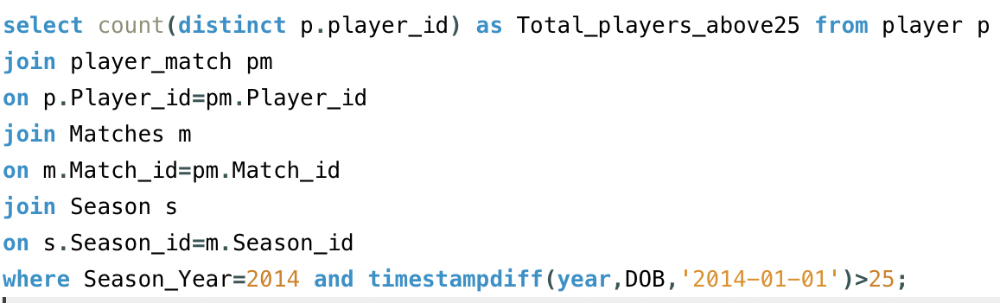 select count(distinct p.player_id) as Total_players_above25 from player p
join player_match pm
on p.Player_id=pm.Player_id
join Matches m
on m.Match_id=pm.Match_id
join Season s
on s.Season_id=m.Season_id
where Season_Year=2014 and timestampdiff(year,DOB,'2014-01-01')>25;